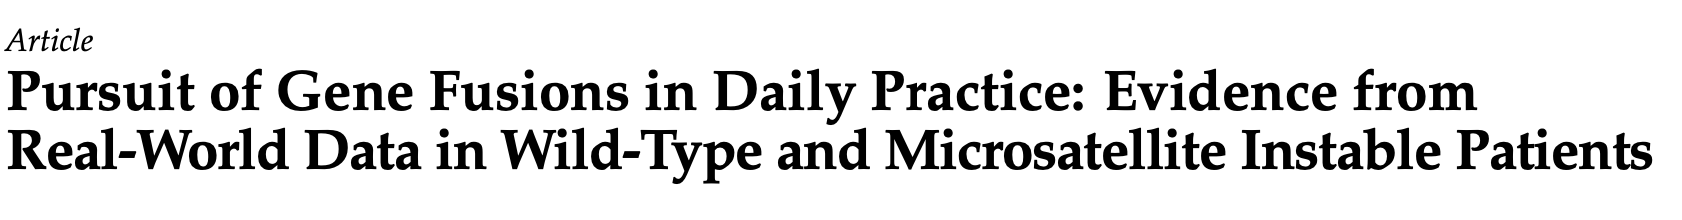 Article
Pursuit of Gene Fusions in Daily Practice: Evidence from
Real-World Data in Wild-Type and Microsatellite Instable Patients